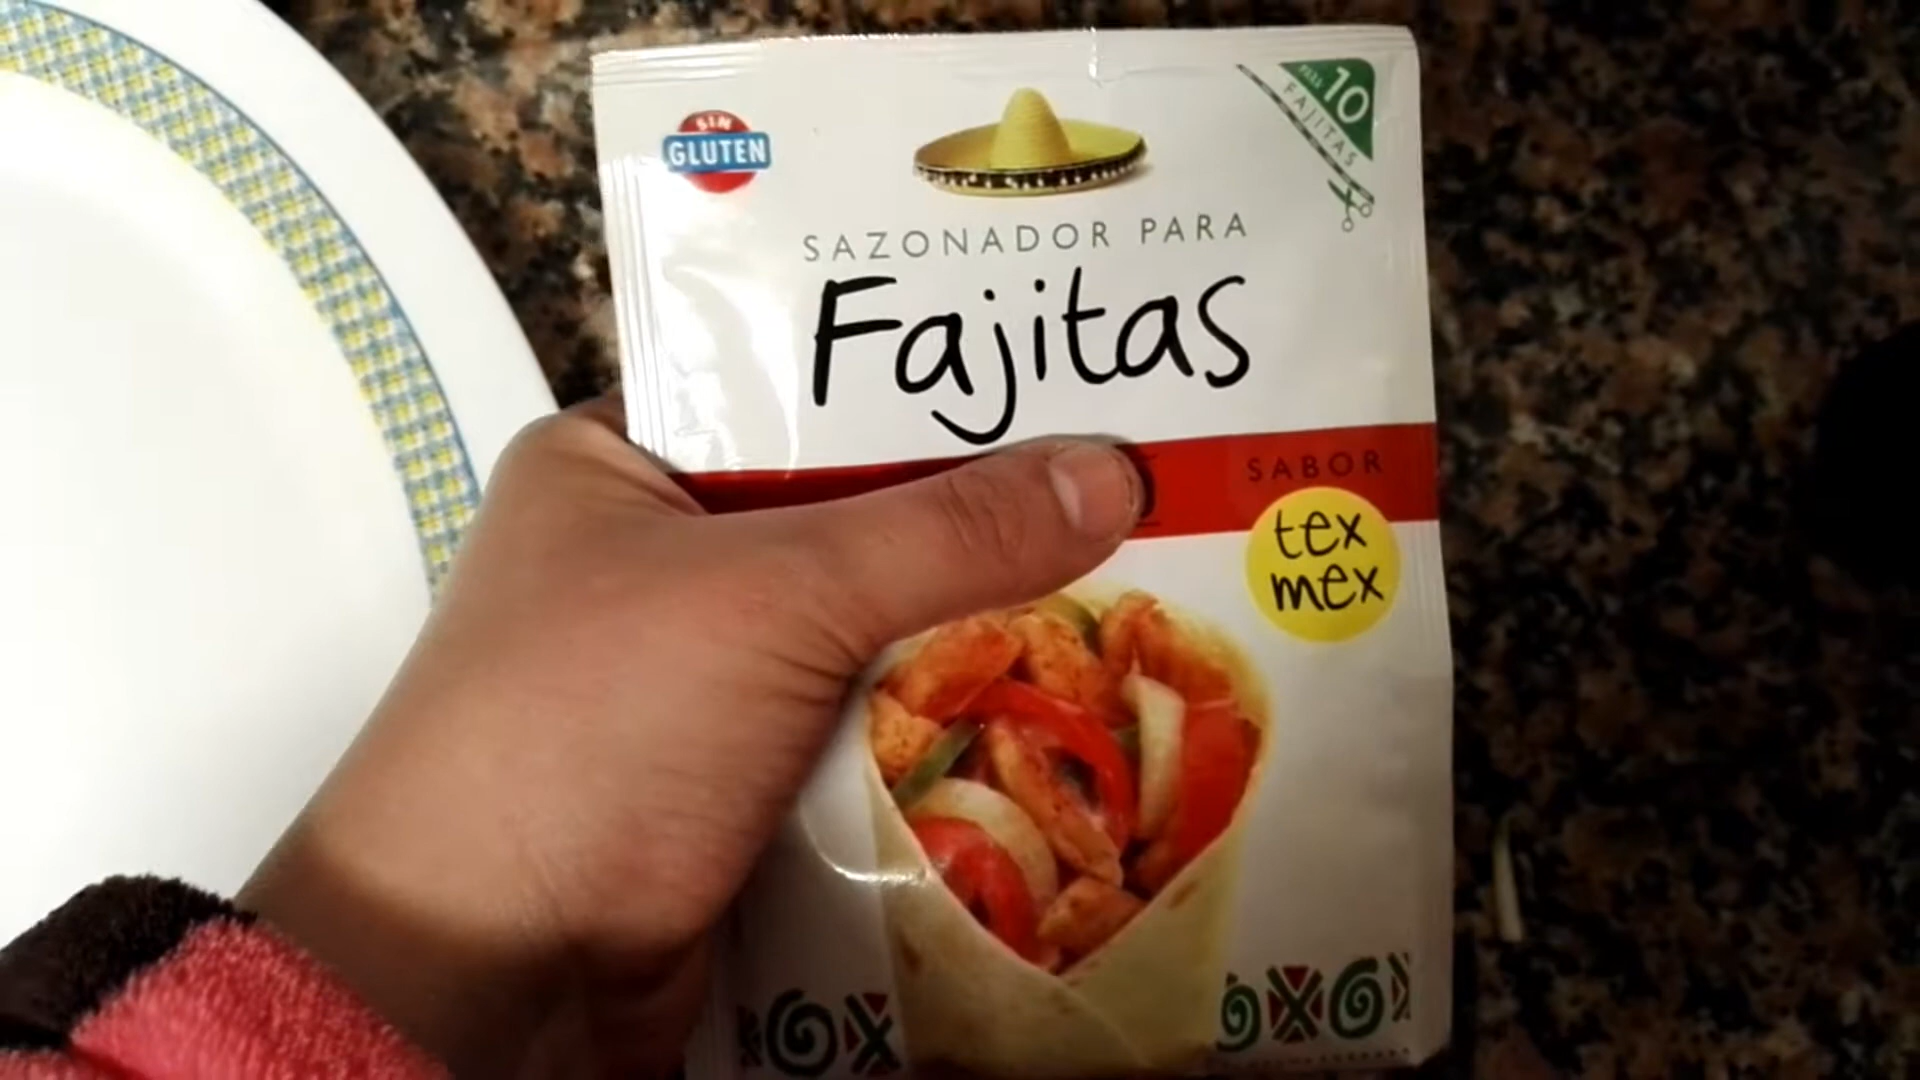 SIN
GLUTEN
PARA 10
FAJITAS
SAZONADOR PARA
Fajitas
SABOR
tex
mex